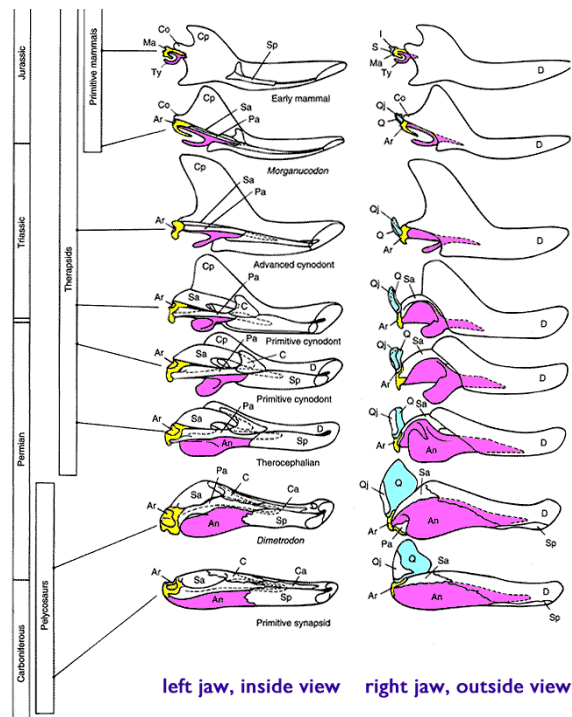 Jurassic
Primitive mammals
Triassic
Therapsids
Permian
Pelycosaurs
Carboniferous
Co
Cp
Ma
Ty
Sp
Early mammal
I
S
Ma
Ty
D
Co
Cp
Sa
Pa
Ar
Morganucodon
Qj
Co
Q
Ar
D
Cp
Sa
Pa
Ar
Advanced cynodont
Qj
Q
Ar
D
Cp
Pa
Ar
Sa
C
Primitive cynodont
Qj
Q
Sa
Ar
D
Cp
Pa
C
Ar
Sa
D
Sp
Primitive cynodont
Q
Qj
Sa
Ar
D
Pa
Ar
Sa
D
An
Sp
Therocephalian
Q
Sa
Qj
Ar
An
D
Pa
C
Sa
Ca
Ar
An
Sp
Dimetrodon
Q
Sa
Qj
Ar
An
D
Pa
Sp
C
Ar
Sa
Ca
An
Sp
Primitive synapsid
Q
Qj
Sa
Ar
An
D
Sp
left jaw, inside view
right jaw, outside view